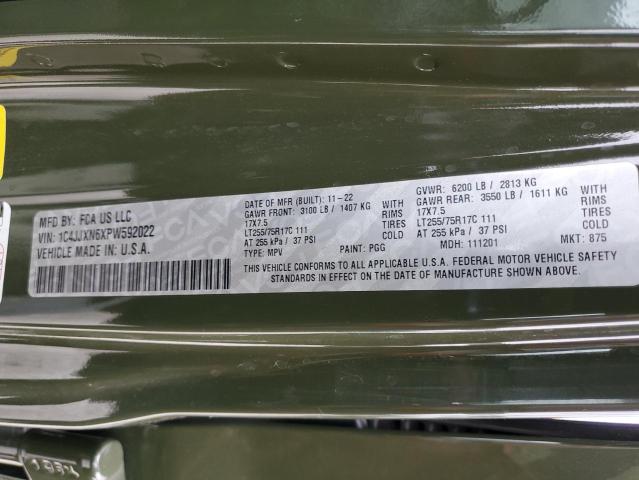 MFD BY: FCA US LLC
VIN: 1C4JJXN6XPW592022
VEHICLE MADE IN: U.S.A.
DATE OF MFR (BUILT): 11-22
GAWR FRONT: 3100 LB / 1407 KG
17X7.5 RIMS
LT255/75R17C 111 TIRES
AT 255 kPa / 37 PSI COLD
TYPE: MPV PAINT: PGG
GVWR: 6200 LB / 2813 KG
GAWR REAR: 3550 LB / 1611 KG
17X7.5 RIMS
LT255/75R17C 111 TIRES
AT 255 kPa / 37 PSI COLD
MDH: 111201 MKT: 875
THIS VEHICLE CONFORMS TO ALL APPLICABLE U.S.A. FEDERAL MOTOR VEHICLE SAFETY
STANDARDS IN EFFECT ON THE DATE OF MANUFACTURE SHOWN ABOVE.